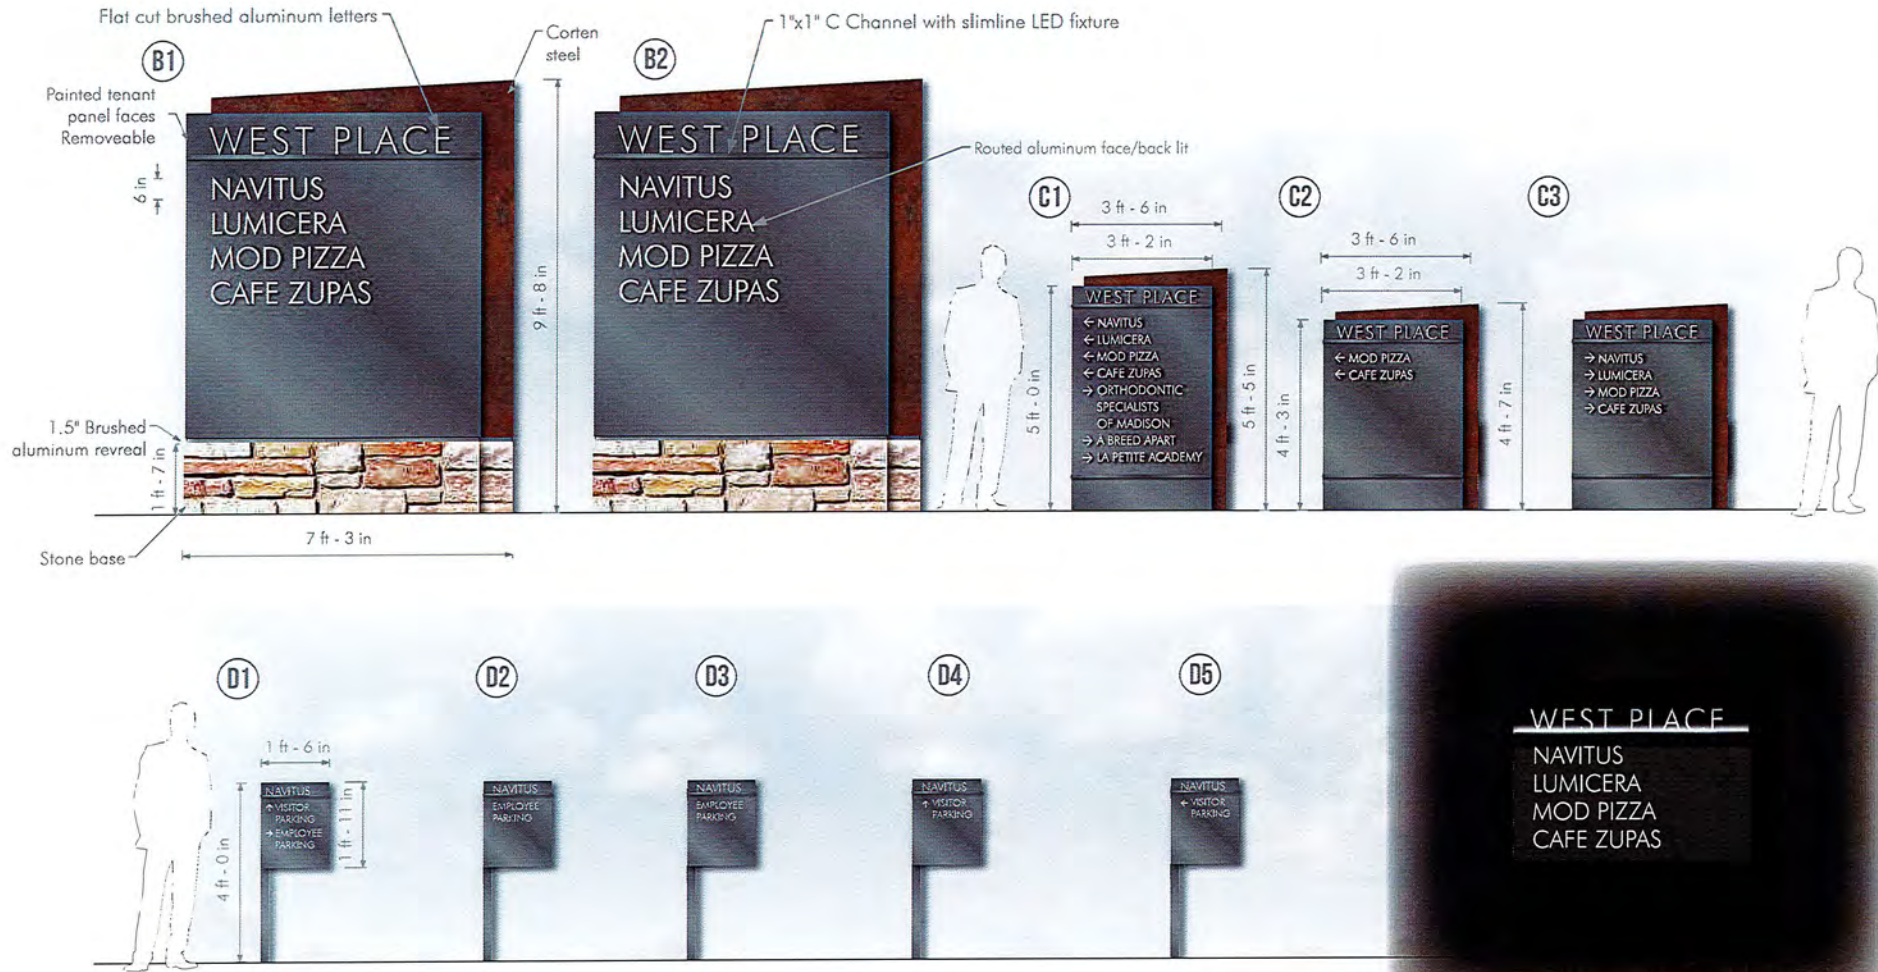 Flat cut brushed aluminum letters
1"x1" C Channel with slimline LED fixture
Corten
steel
B1
B2
Painted tenant
panel faces
Removeable
6 in
WEST PLACE
NAVITUS
LUMICERA
MOD PIZZA
CAFE ZUPAS
9 ft - 8 in
WEST PLACE
NAVITUS
LUMICERA
MOD PIZZA
CAFE ZUPAS
Routed aluminum face/back lit
1.5" Brushed
aluminum revreal
1 ft - 7 in
Stone base
7 ft - 3 in
C1
3 ft - 6 in
3 ft - 2 in
5 ft - 0 in
WEST PLACE
← NAVITUS
← LUMICERA
← MOD PIZZA
← CAFE ZUPAS
→ ORTHODONTIC
SPECIALISTS
OF MADISON
→ A BREED APART
→ LA PETITE ACADEMY
5 ft - 5 in
C2
3 ft - 6 in
3 ft - 2 in
4 ft - 3 in
WEST PLACE
← MOD PIZZA
← CAFE ZUPAS
4 ft - 7 in
C3
WEST PLACE
→ NAVITUS
→ LUMICERA
→ MOD PIZZA
→ CAFE ZUPAS
D1
1 ft - 6 in
4 ft - 0 in
1 ft - 11 in
NAVITUS
↑ VISITOR
PARKING
→ EMPLOYEE
PARKING
D2
NAVITUS
EMPLOYEE
PARKING
D3
NAVITUS
EMPLOYEE
PARKING
D4
NAVITUS
↑ VISITOR
PARKING
D5
NAVITUS
← VISITOR
PARKING
WEST PLACE
NAVITUS
LUMICERA
MOD PIZZA
CAFE ZUPAS